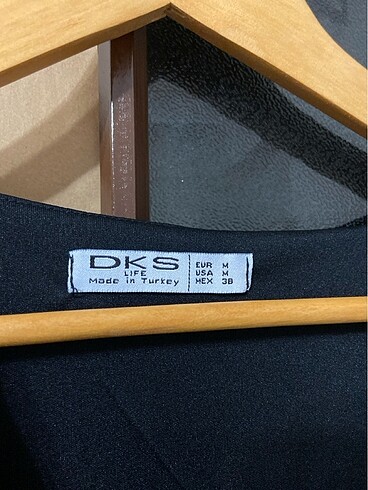 DKS
LIFE
Made in Turkey
EUR M
USA M
MEX 38